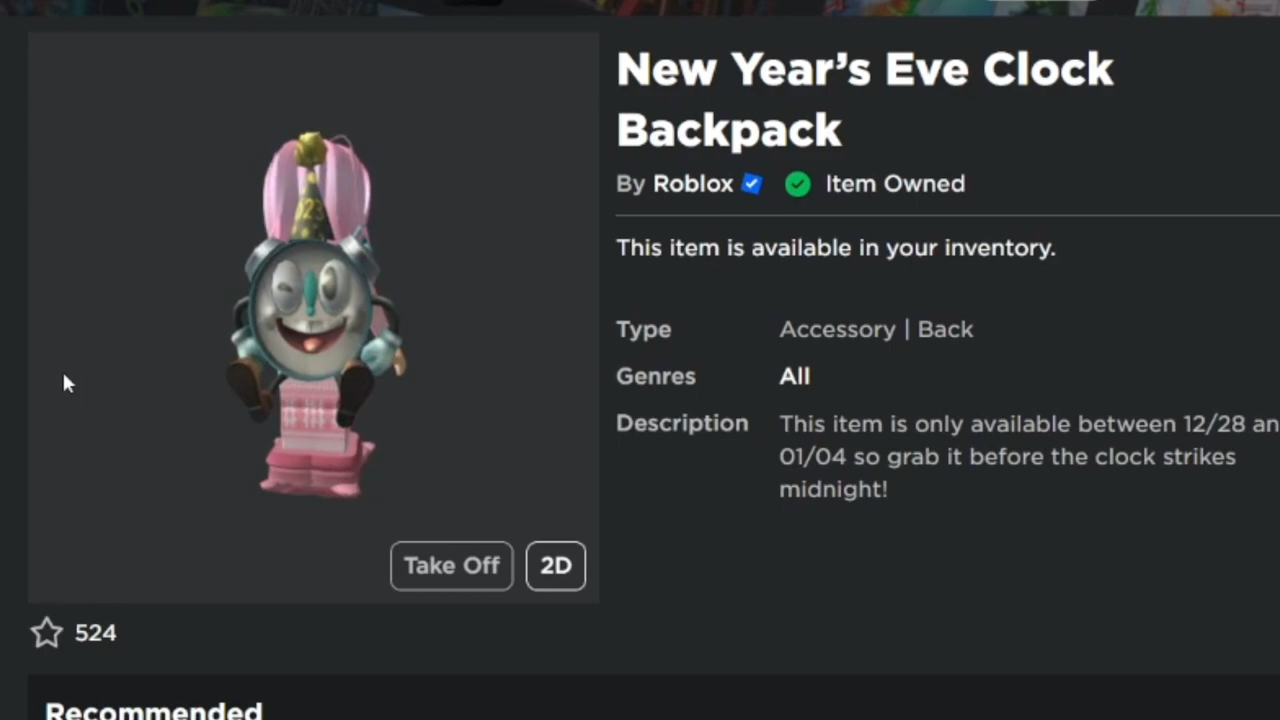 New Year’s Eve Clock
Backpack
By Roblox Item Owned
This item is available in your inventory.
Type Accessory | Back
Genres All
Description This item is only available between 12/28 an
01/04 so grab it before the clock strikes
midnight!
Take Off 2D
524
Recommended